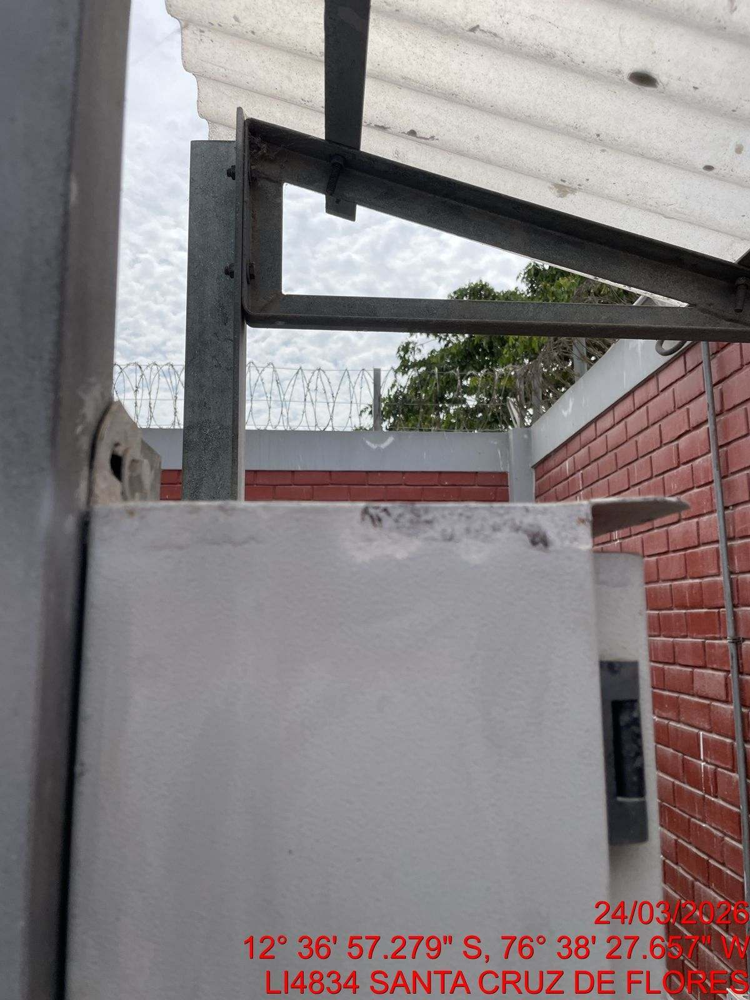 24/03/2026
12° 36' 57.279" S, 76° 38' 27.657" W
LI4834 SANTA CRUZ DE FLORES